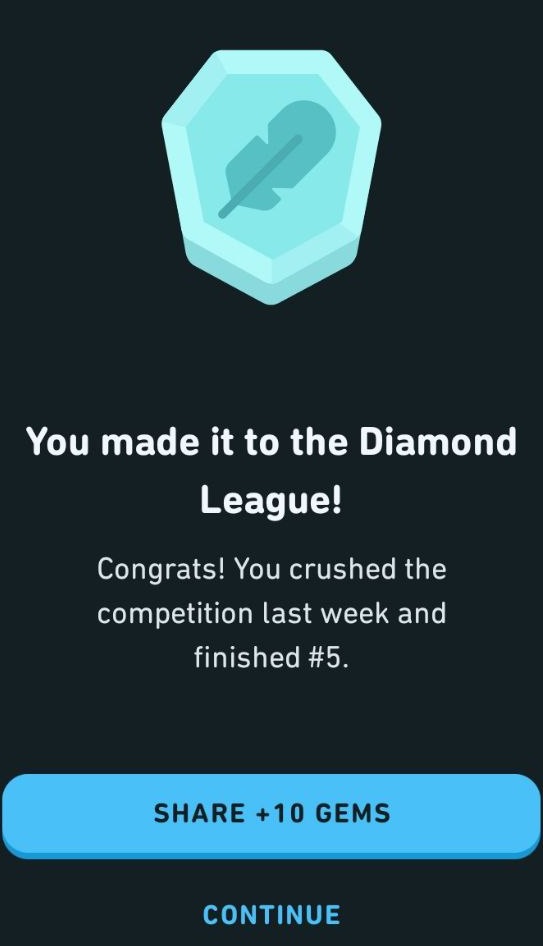 You made it to the Diamond
League!
Congrats! You crushed the
competition last week and
finished #5.
SHARE +10 GEMS
CONTINUE